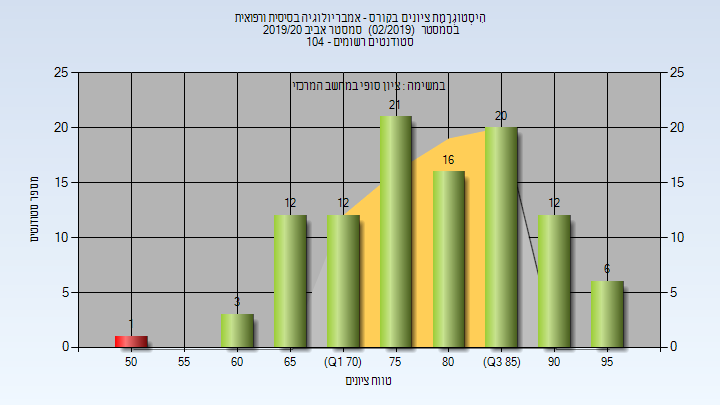 היסטוגרמת ציונים בקורס - אמבריולוגיה בסיסית ורפואית
בסמסטר (02/2019) סמסטר אביב 2019/20
סטודנטים רשומים - 104
במשימה : ציון סופי במחשב המרכזי
25 25
20 20
15 15
10 10
5 5
0 0
1 3 12 12 21 16 20 12 6
מספר סטודנטים
50 55 60 65 (Q1 70) 75 80 (Q3 85) 90 95
טווח ציונים